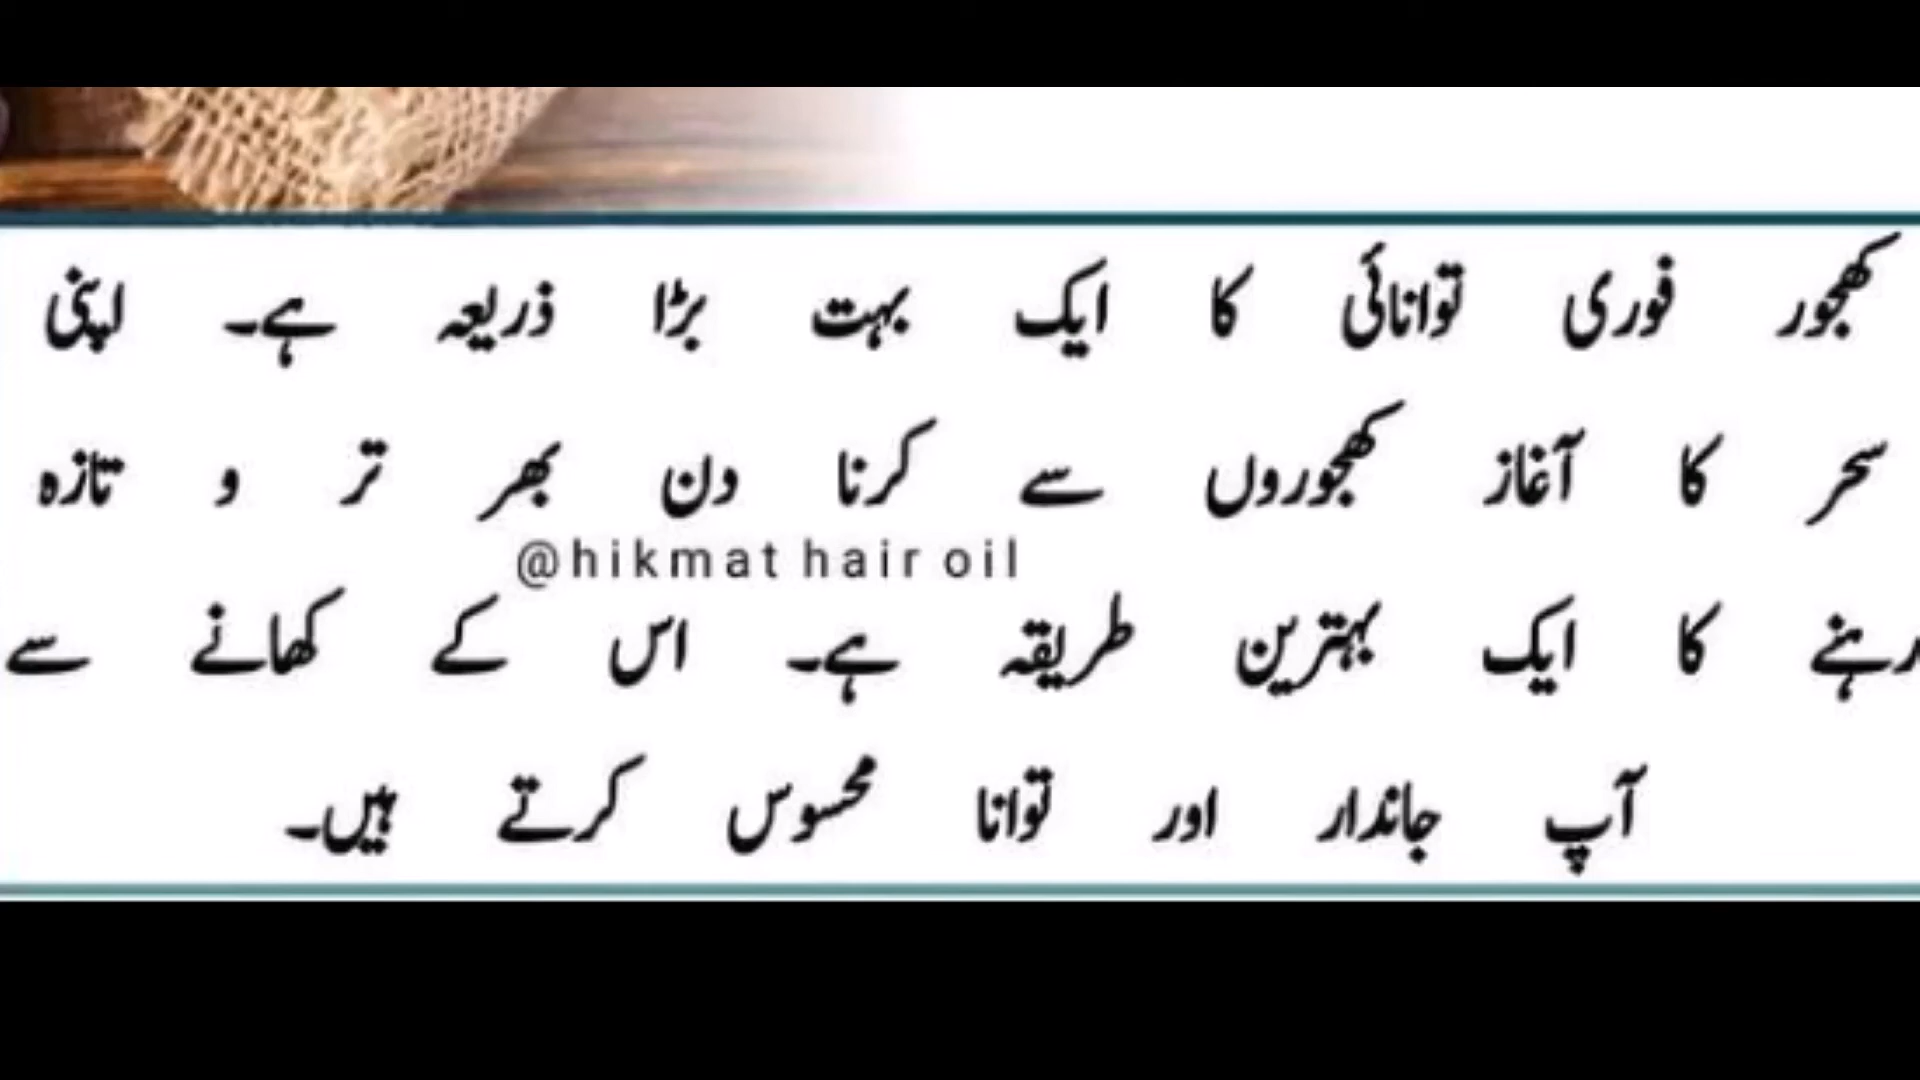 کھجور فوری توانائی کا ایک بہت بڑا ذریعہ ہے۔ اپنی
سحر کا آغاز کھجوروں سے کرنا دن بھر تر و تازہ
@hikmat hair oil
رہنے کا ایک بہترین طریقہ ہے۔ اس کے کھانے سے
آپ جاندار اور توانا محسوس کرتے ہیں۔